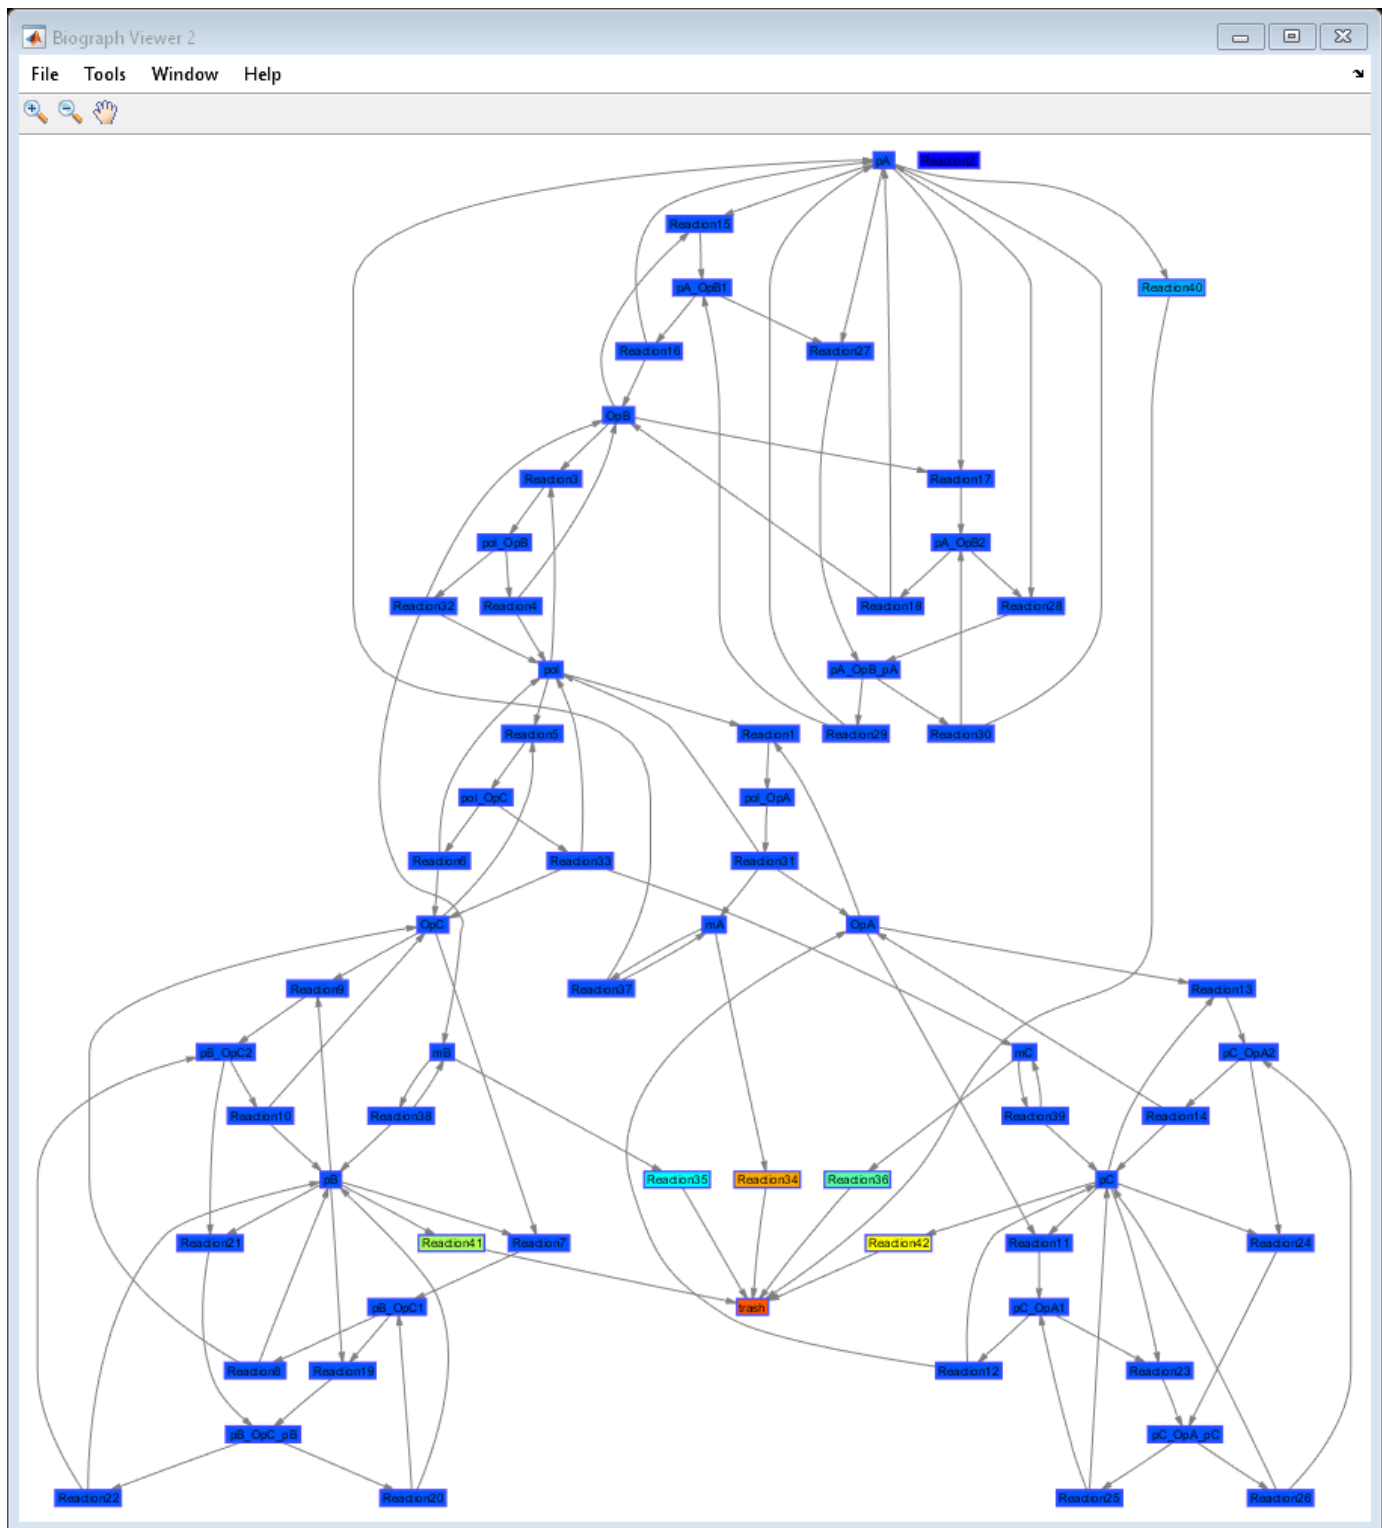 Biograph Viewer 2
File Tools Window Help
pA Reaction2
Reaction15
pA_OpB1 Reaction40
Reaction16 Reaction27
OpB
Reaction3 Reaction17
pol_OpB pA_OpB2
Reaction32 Reaction4 Reaction18 Reaction28
pol pA_OpB_pA
Reaction5 Reaction1 Reaction29 Reaction30
pol_OpC pol_OpA
Reaction6 Reaction33 Reaction31
OpC mA OpA
Reaction9 Reaction37 Reaction13
pB_OpC2 mB mC pC_OpA2
Reaction10 Reaction38 Reaction39 Reaction14
pB Reaction35 Reaction34 Reaction36 pC
Reaction21 Reaction41 Reaction7 Reaction42 Reaction11 Reaction24
pB_OpC1 trash pC_OpA1
Reaction8 Reaction19 Reaction12 Reaction23
pB_OpC_pB pC_OpA_pC
Reaction22 Reaction20 Reaction25 Reaction26